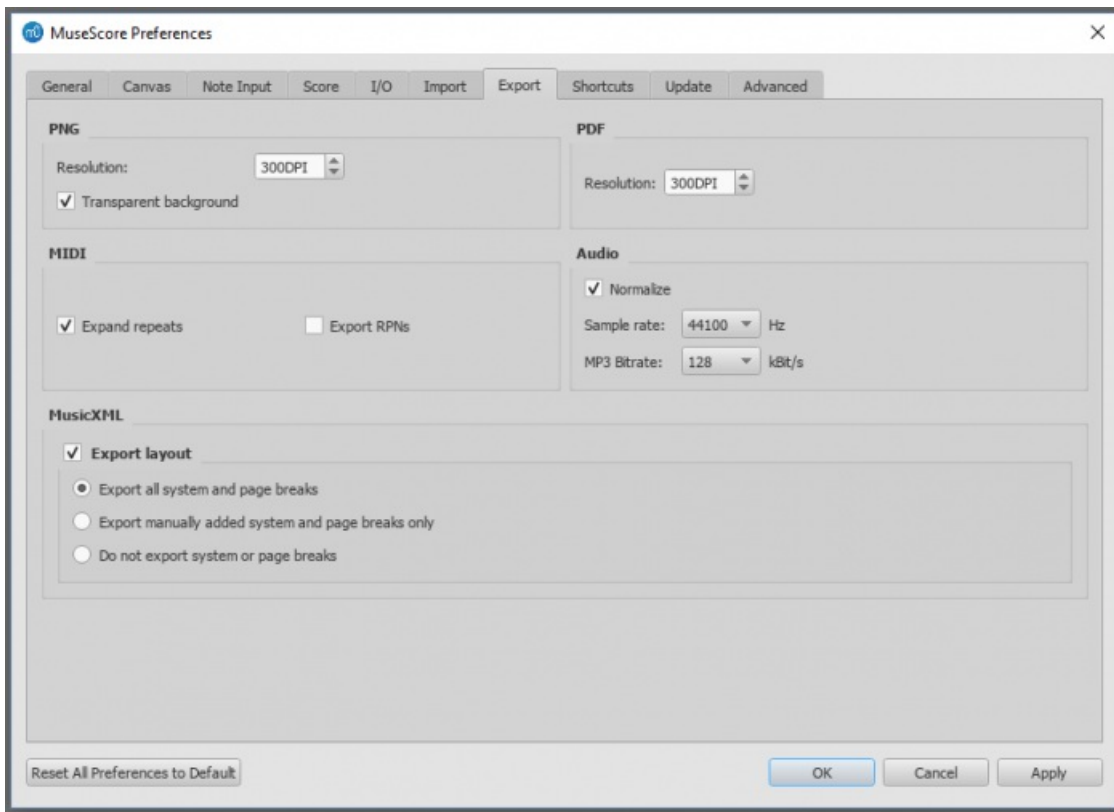 MuseScore Preferences
General Canvas Note Input Score I/O Import Export Shortcuts Update Advanced
PNG
Resolution: 300DPI
Transparent background
PDF
Resolution: 300DPI
MIDI
Expand repeats Export RPNs
Audio
Normalize
Sample rate: 44100 Hz
MP3 Bitrate: 128 kBit/s
MusicXML
Export layout
Export all system and page breaks
Export manually added system and page breaks only
Do not export system or page breaks
Reset All Preferences to Default OK Cancel Apply